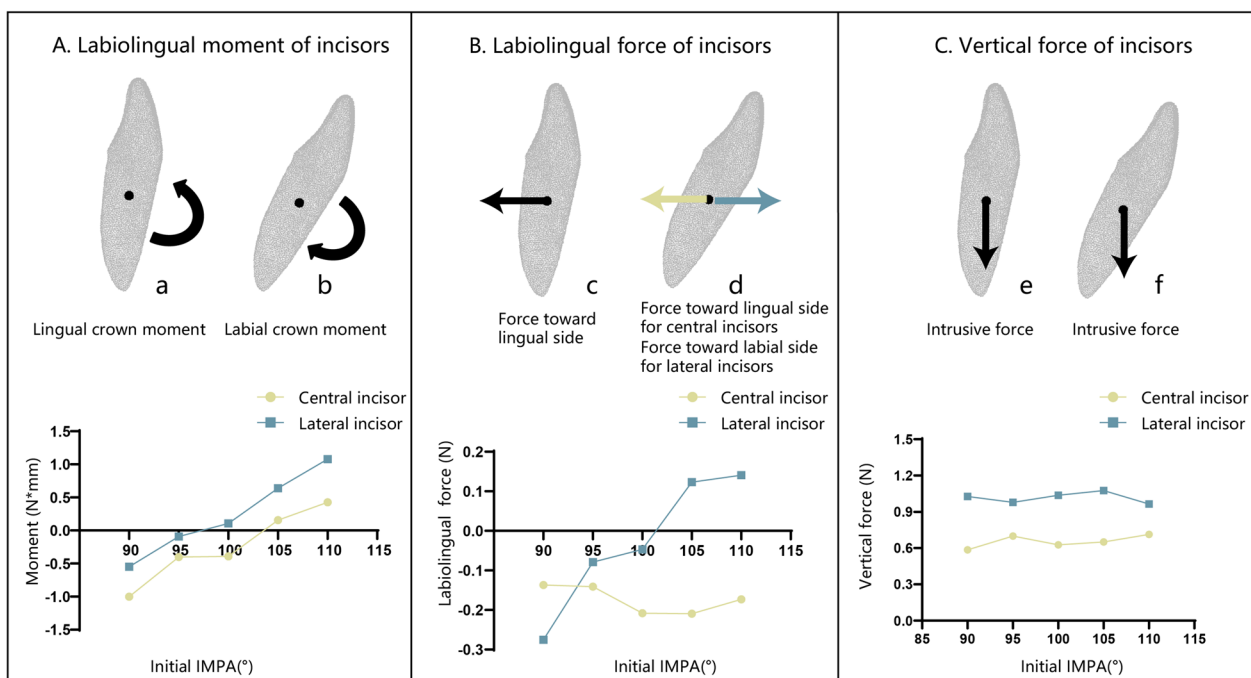 A. Labiolingual moment of incisors
a
b
Lingual crown moment
Labial crown moment
Central incisor
Lateral incisor
Moment (N*mm)
1.5
1.0
0.5
0.0
-0.5
-1.0
-1.5
90
95
100
105
110
115
Initial IMPA(°)
B. Labiolingual force of incisors
c
d
Force toward
lingual side
Force toward lingual side
for central incisors
Force toward labial side
for lateral incisors
Central incisor
Lateral incisor
Labiolingual force (N)
0.2
0.1
0.0
-0.1
-0.2
-0.3
90
95
100
105
110
115
Initial IMPA(°)
C. Vertical force of incisors
e
f
Intrusive force
Intrusive force
Central incisor
Lateral incisor
Vertical force (N)
1.5
1.2
0.9
0.6
0.3
0.0
85
90
95
100
105
110
115
Initial IMPA(°)